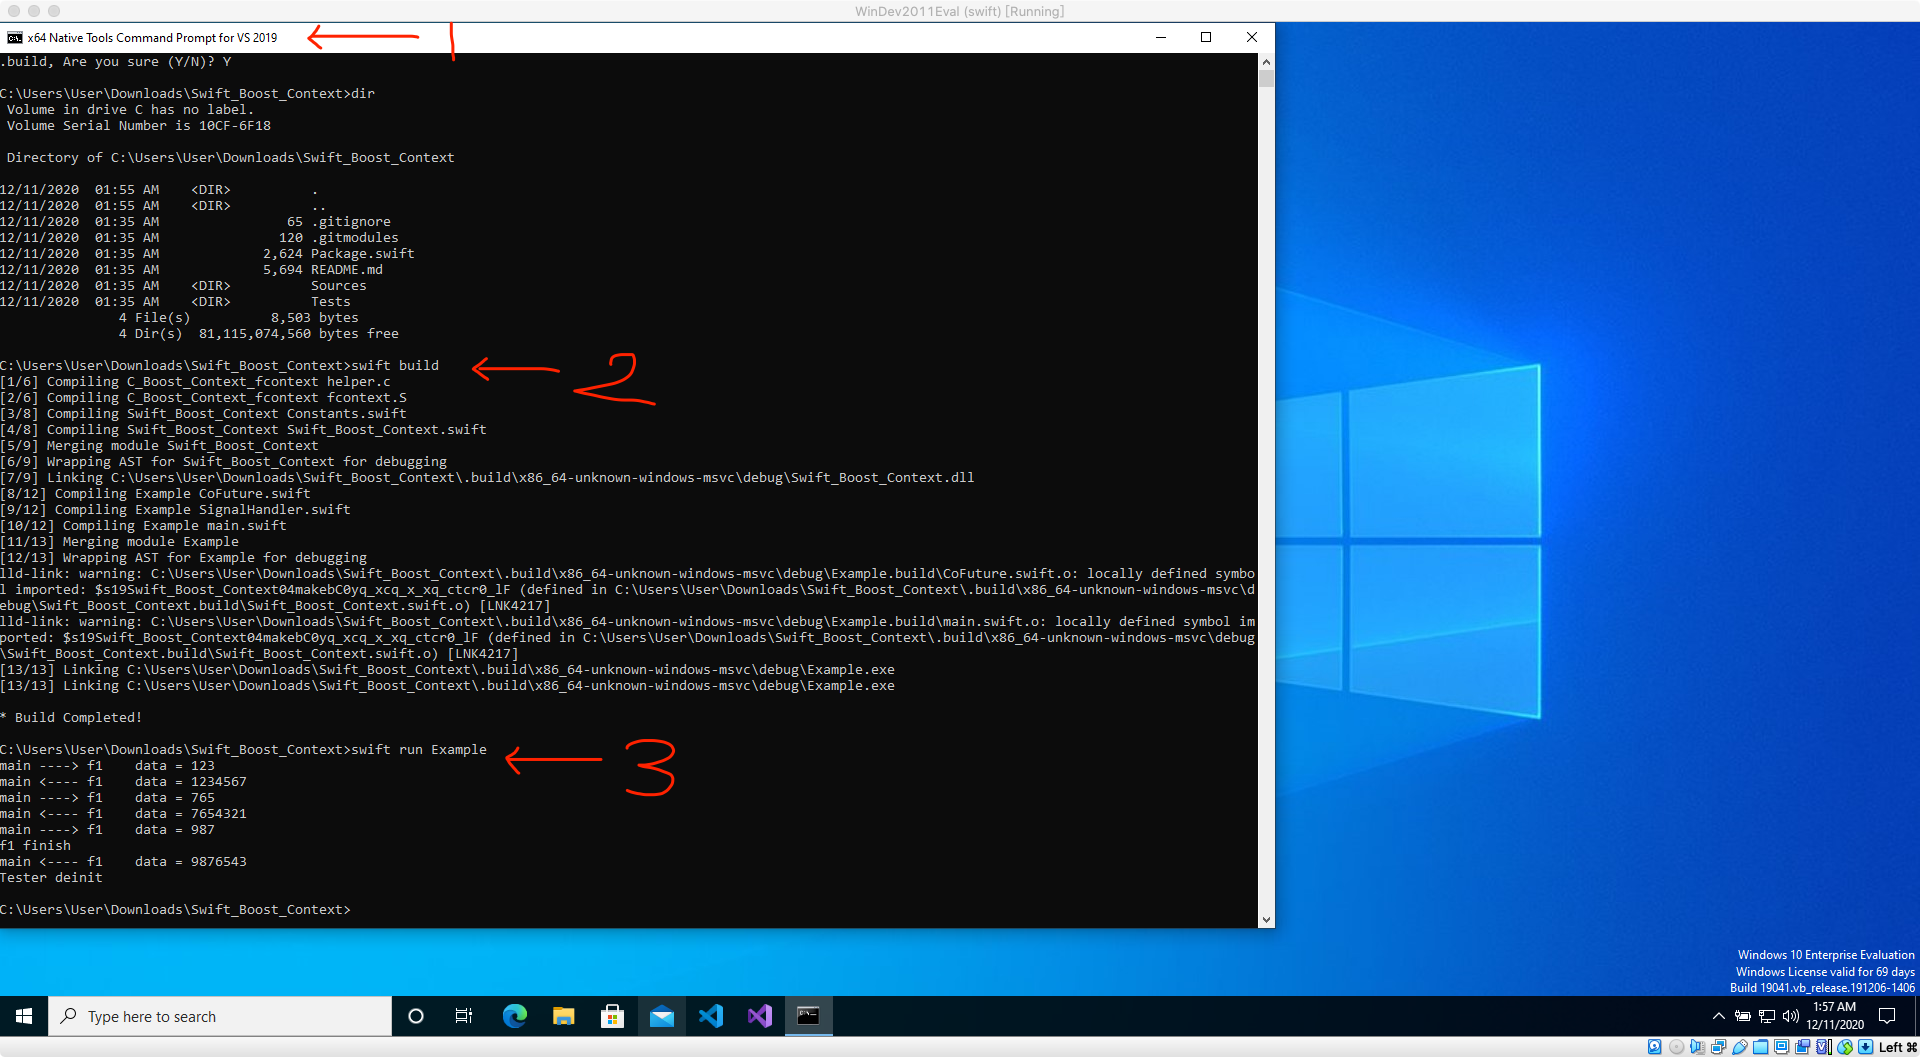 WinDev2011Eval (swift) [Running]
x64 Native Tools Command Prompt for VS 2019
1
.build, Are you sure (Y/N)? Y
C:\Users\User\Downloads\Swift_Boost_Context>dir
Volume in drive C has no label.
Volume Serial Number is 10CF-6F18
Directory of C:\Users\User\Downloads\Swift_Boost_Context
12/11/2020  01:55 AM    <DIR>          .
12/11/2020  01:55 AM    <DIR>          ..
12/11/2020  01:35 AM                65 .gitignore
12/11/2020  01:35 AM               120 .gitmodules
12/11/2020  01:35 AM             2,624 Package.swift
12/11/2020  01:35 AM             5,694 README.md
12/11/2020  01:35 AM    <DIR>          Sources
12/11/2020  01:35 AM    <DIR>          Tests
4 File(s)          8,503 bytes
4 Dir(s)  81,115,074,560 bytes free
C:\Users\User\Downloads\Swift_Boost_Context>swift build
2
[1/6] Compiling C_Boost_Context_fcontext helper.c
[2/6] Compiling C_Boost_Context_fcontext fcontext.S
[3/8] Compiling Swift_Boost_Context Constants.swift
[4/8] Compiling Swift_Boost_Context Swift_Boost_Context.swift
[5/9] Merging module Swift_Boost_Context
[6/9] Wrapping AST for Swift_Boost_Context for debugging
[7/9] Linking C:\Users\User\Downloads\Swift_Boost_Context\.build\x86_64-unknown-windows-msvc\debug\Swift_Boost_Context.dll
[8/12] Compiling Example CoFuture.swift
[9/12] Compiling Example SignalHandler.swift
[10/12] Compiling Example main.swift
[11/13] Merging module Example
[12/13] Wrapping AST for Example for debugging
lld-link: warning: C:\Users\User\Downloads\Swift_Boost_Context\.build\x86_64-unknown-windows-msvc\debug\Example.build\CoFuture.swift.o: locally defined symbo
l imported: $s19Swift_Boost_Context04makebC0yq_xcq_x_xq_ctcr0_lF (defined in C:\Users\User\Downloads\Swift_Boost_Context\.build\x86_64-unknown-windows-msvc\d
ebug\Swift_Boost_Context.build\Swift_Boost_Context.swift.o) [LNK4217]
lld-link: warning: C:\Users\User\Downloads\Swift_Boost_Context\.build\x86_64-unknown-windows-msvc\debug\Example.build\main.swift.o: locally defined symbol im
ported: $s19Swift_Boost_Context04makebC0yq_xcq_x_xq_ctcr0_lF (defined in C:\Users\User\Downloads\Swift_Boost_Context\.build\x86_64-unknown-windows-msvc\debug
\Swift_Boost_Context.build\Swift_Boost_Context.swift.o) [LNK4217]
[13/13] Linking C:\Users\User\Downloads\Swift_Boost_Context\.build\x86_64-unknown-windows-msvc\debug\Example.exe
[13/13] Linking C:\Users\User\Downloads\Swift_Boost_Context\.build\x86_64-unknown-windows-msvc\debug\Example.exe
* Build Completed!
C:\Users\User\Downloads\Swift_Boost_Context>swift run Example
3
main ----> f1    data = 123
main <---- f1    data = 1234567
main ----> f1    data = 765
main <---- f1    data = 7654321
main ----> f1    data = 987
f1 finish
main <---- f1    data = 9876543
Tester deinit
C:\Users\User\Downloads\Swift_Boost_Context>
Windows 10 Enterprise Evaluation
Windows License valid for 69 days
Build 19041.vb_release.191206-1406
Type here to search
1:57 AM
12/11/2020
Left ⌘